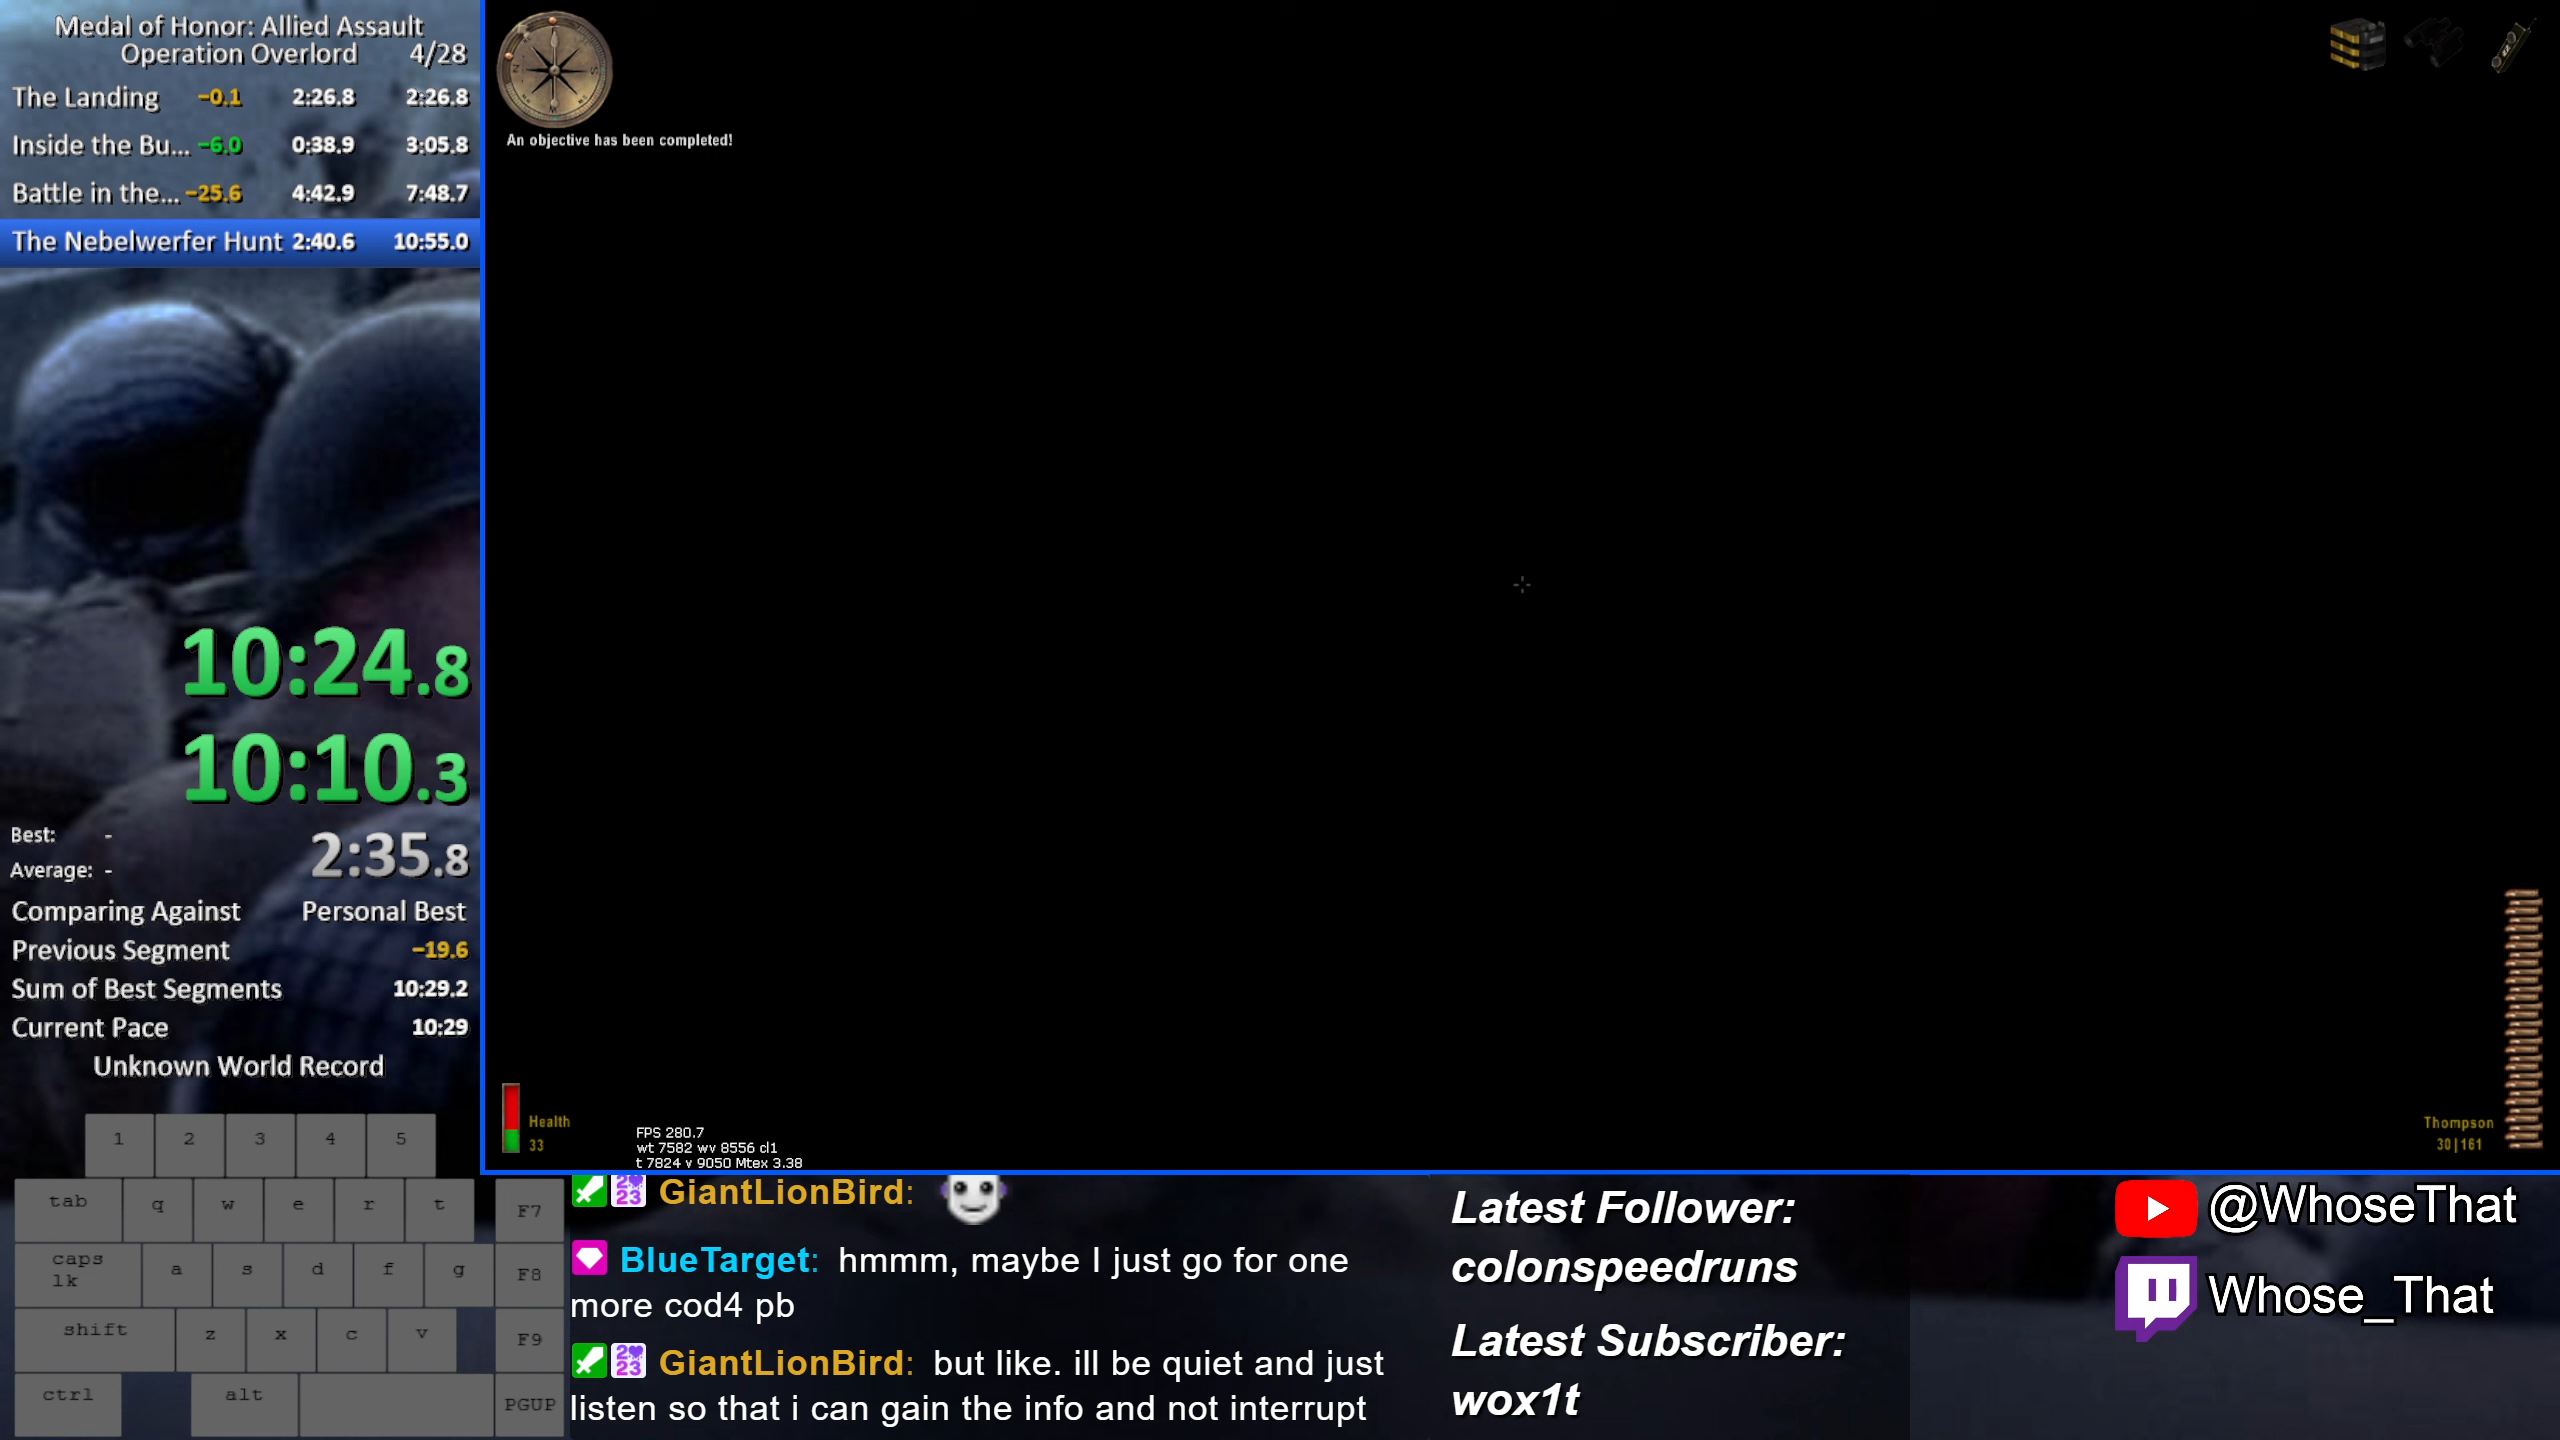 Medal of Honor: Allied Assault
Operation Overlord 4/28
The Landing −0.1 2:26.8 2:26.8
Inside the Bu... −6.0 0:38.9 3:05.8
Battle in the... −25.6 4:42.9 7:48.7
The Nebelwerfer Hunt 2:40.6 10:55.0
10:24.8
10:10.3
Best: -
Average: -
2:35.8
Comparing Against Personal Best
Previous Segment −19.6
Sum of Best Segments 10:29.2
Current Pace 10:29
Unknown World Record
1 2 3 4 5
tab q w e r t F7
caps lk a s d f g F8
shift z x c v F9
ctrl alt PGUP
An objective has been completed!
Health
33
FPS 280.7
wt 7582 wv 8556 cl1
t 7824 v 9050 Mtex 3.38
Thompson
30|161
GiantLionBird:
BlueTarget: hmmm, maybe I just go for one
more cod4 pb
GiantLionBird: but like. ill be quiet and just
listen so that i can gain the info and not interrupt
Latest Follower:
colonspeedruns
Latest Subscriber:
wox1t
@WhoseThat
Whose_That